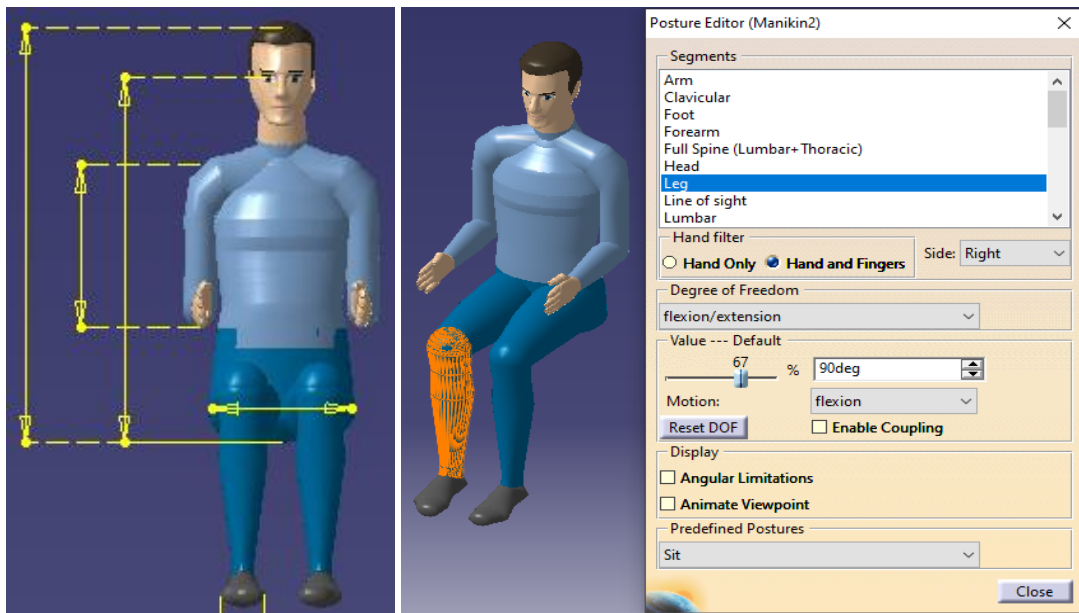 Posture Editor (Manikin2)
Segments
Arm
Clavicular
Foot
Forearm
Full Spine (Lumbar+Thoracic)
Head
Leg
Line of sight
Lumbar
Hand filter
Hand Only Hand and Fingers
Side: Right
Degree of Freedom
flexion/extension
Value --- Default
67
% 90deg
Motion: flexion
Reset DOF Enable Coupling
Display
Angular Limitations
Animate Viewpoint
Predefined Postures
Sit
Close